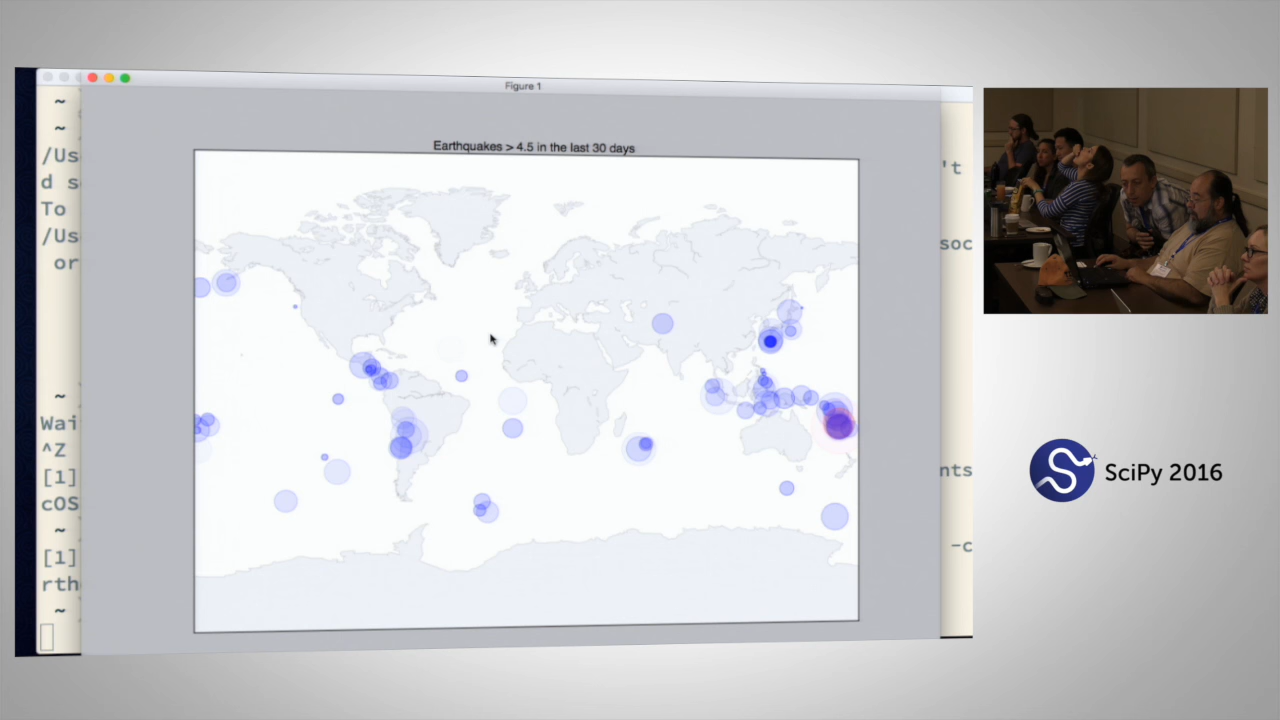 Figure 1
~
~
/Us
't
d s
To
/Us
soc
or
Earthquakes > 4.5 in the last 30 days
~
Wai
^Z
[1]
nts
cOS
~
[1]
-c
rth
~
SciPy 2016